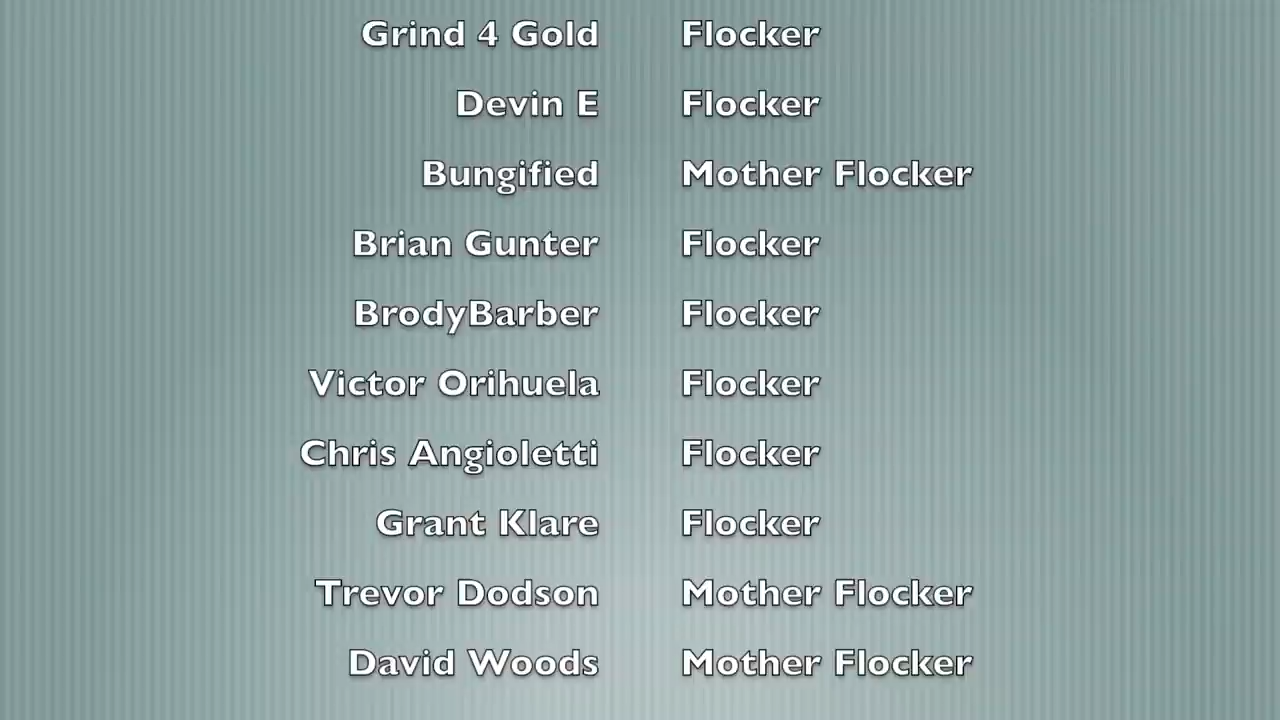 Grind 4 Gold Flocker
Devin E Flocker
Bungified Mother Flocker
Brian Gunter Flocker
BrodyBarber Flocker
Victor Orihuela Flocker
Chris Angioletti Flocker
Grant Klare Flocker
Trevor Dodson Mother Flocker
David Woods Mother Flocker